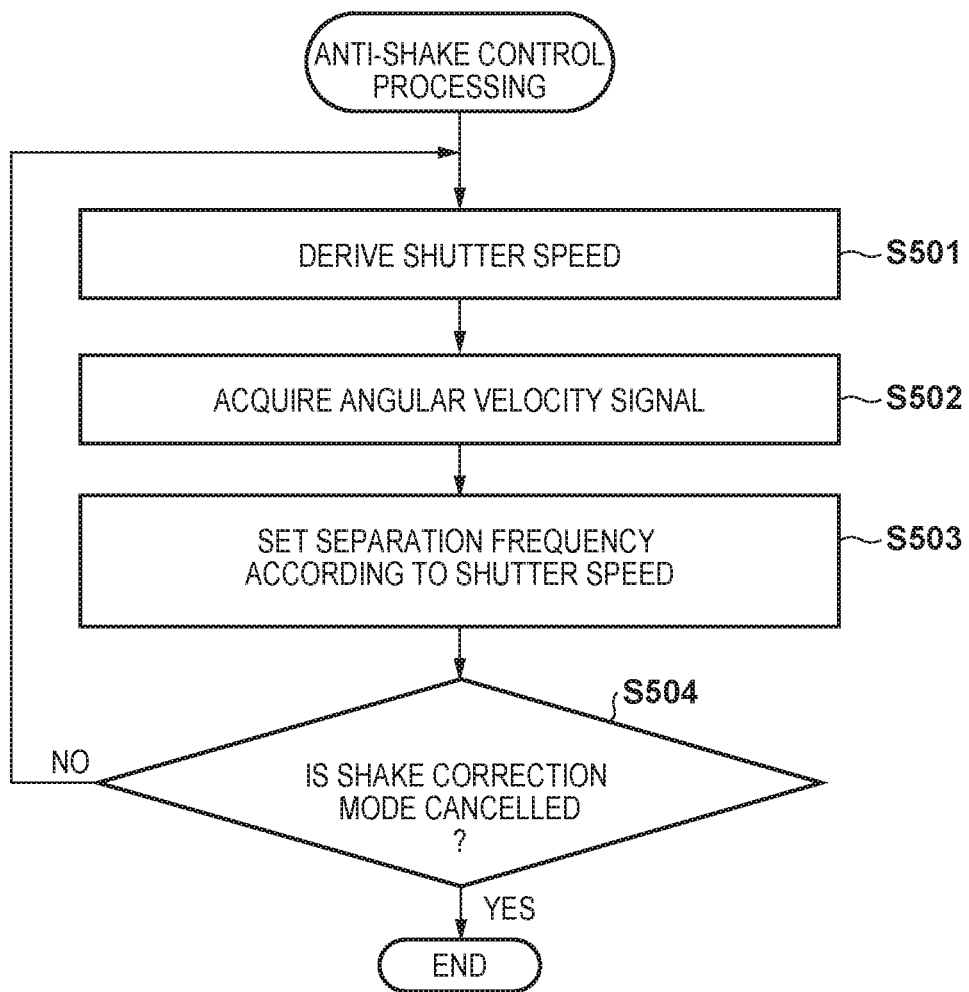 ANTI-SHAKE CONTROL
PROCESSING
DERIVE SHUTTER SPEED
S501
ACQUIRE ANGULAR VELOCITY SIGNAL
S502
SET SEPARATION FREQUENCY
ACCORDING TO SHUTTER SPEED
S503
S504
NO
IS SHAKE CORRECTION
MODE CANCELLED
?
YES
END